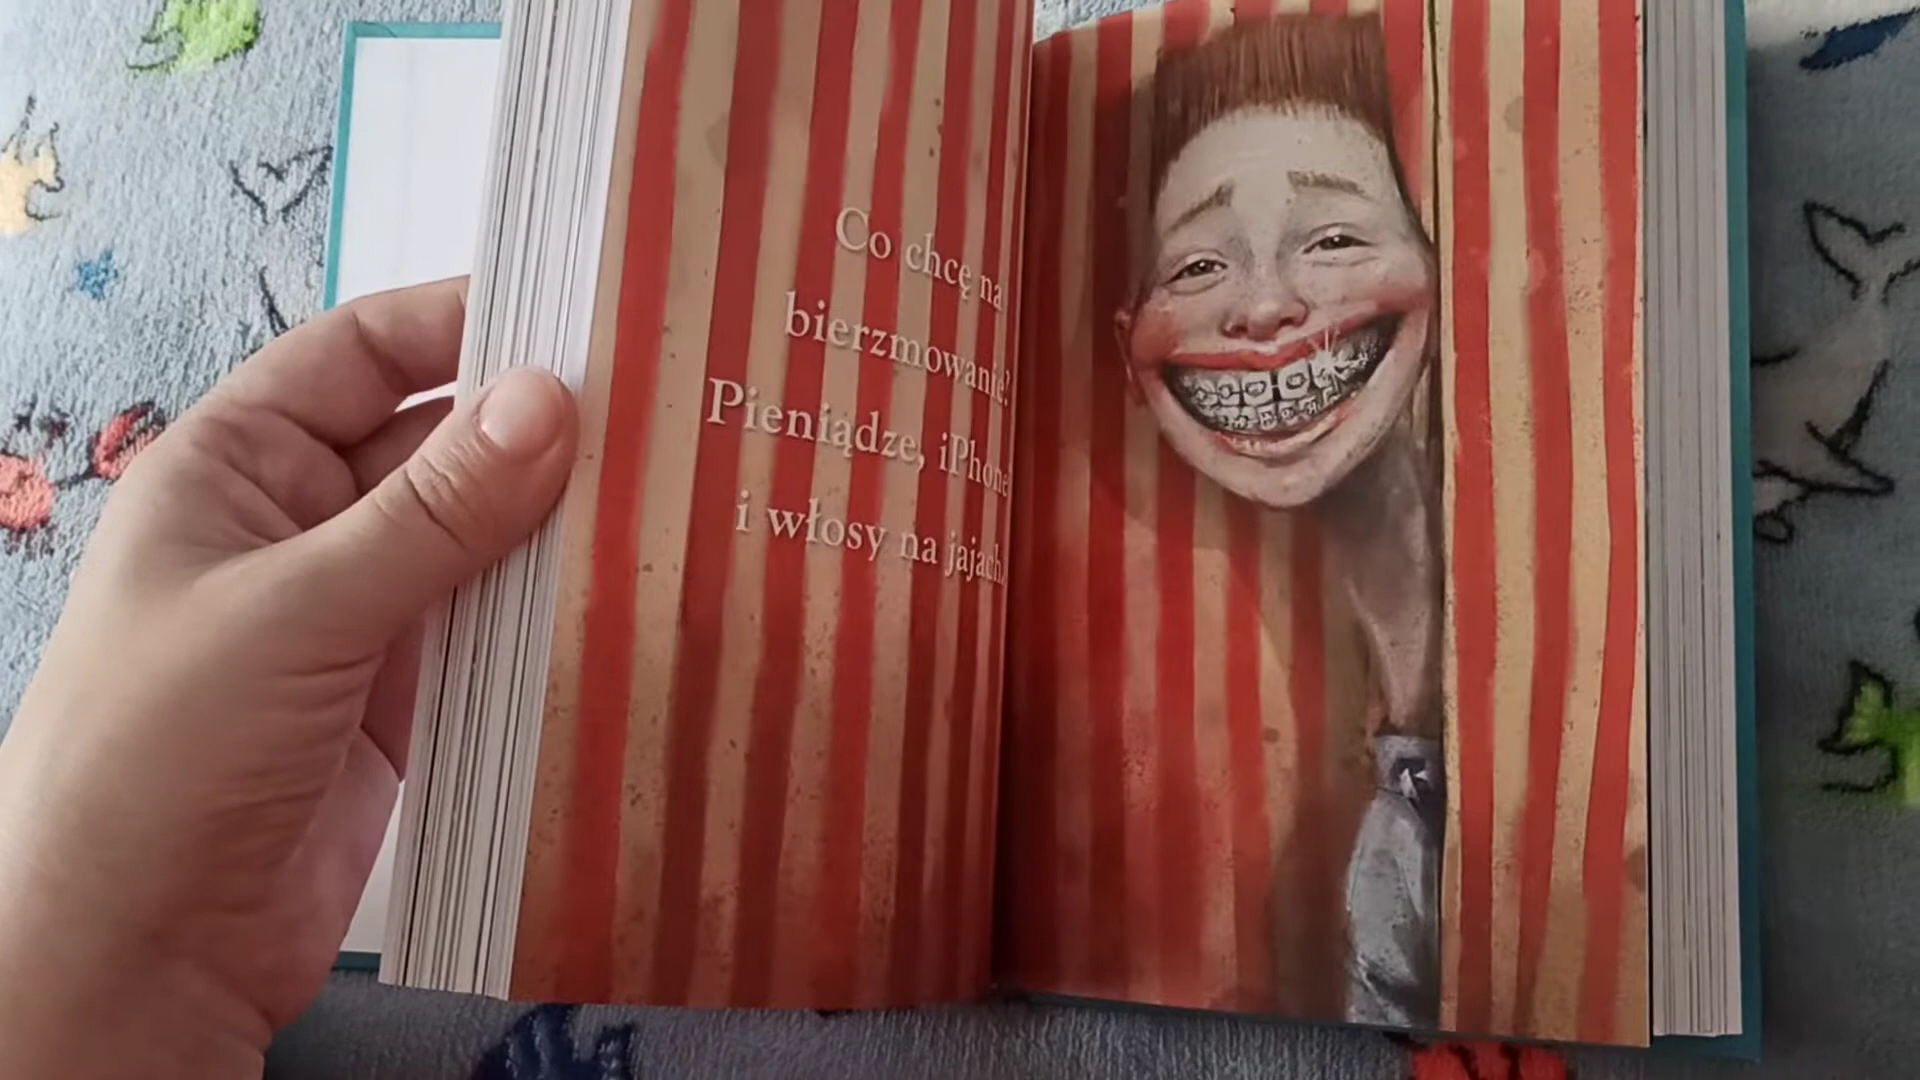 Co chcę na
bierzmowanie?
Pieniądze, iPhone
i włosy na jajach.